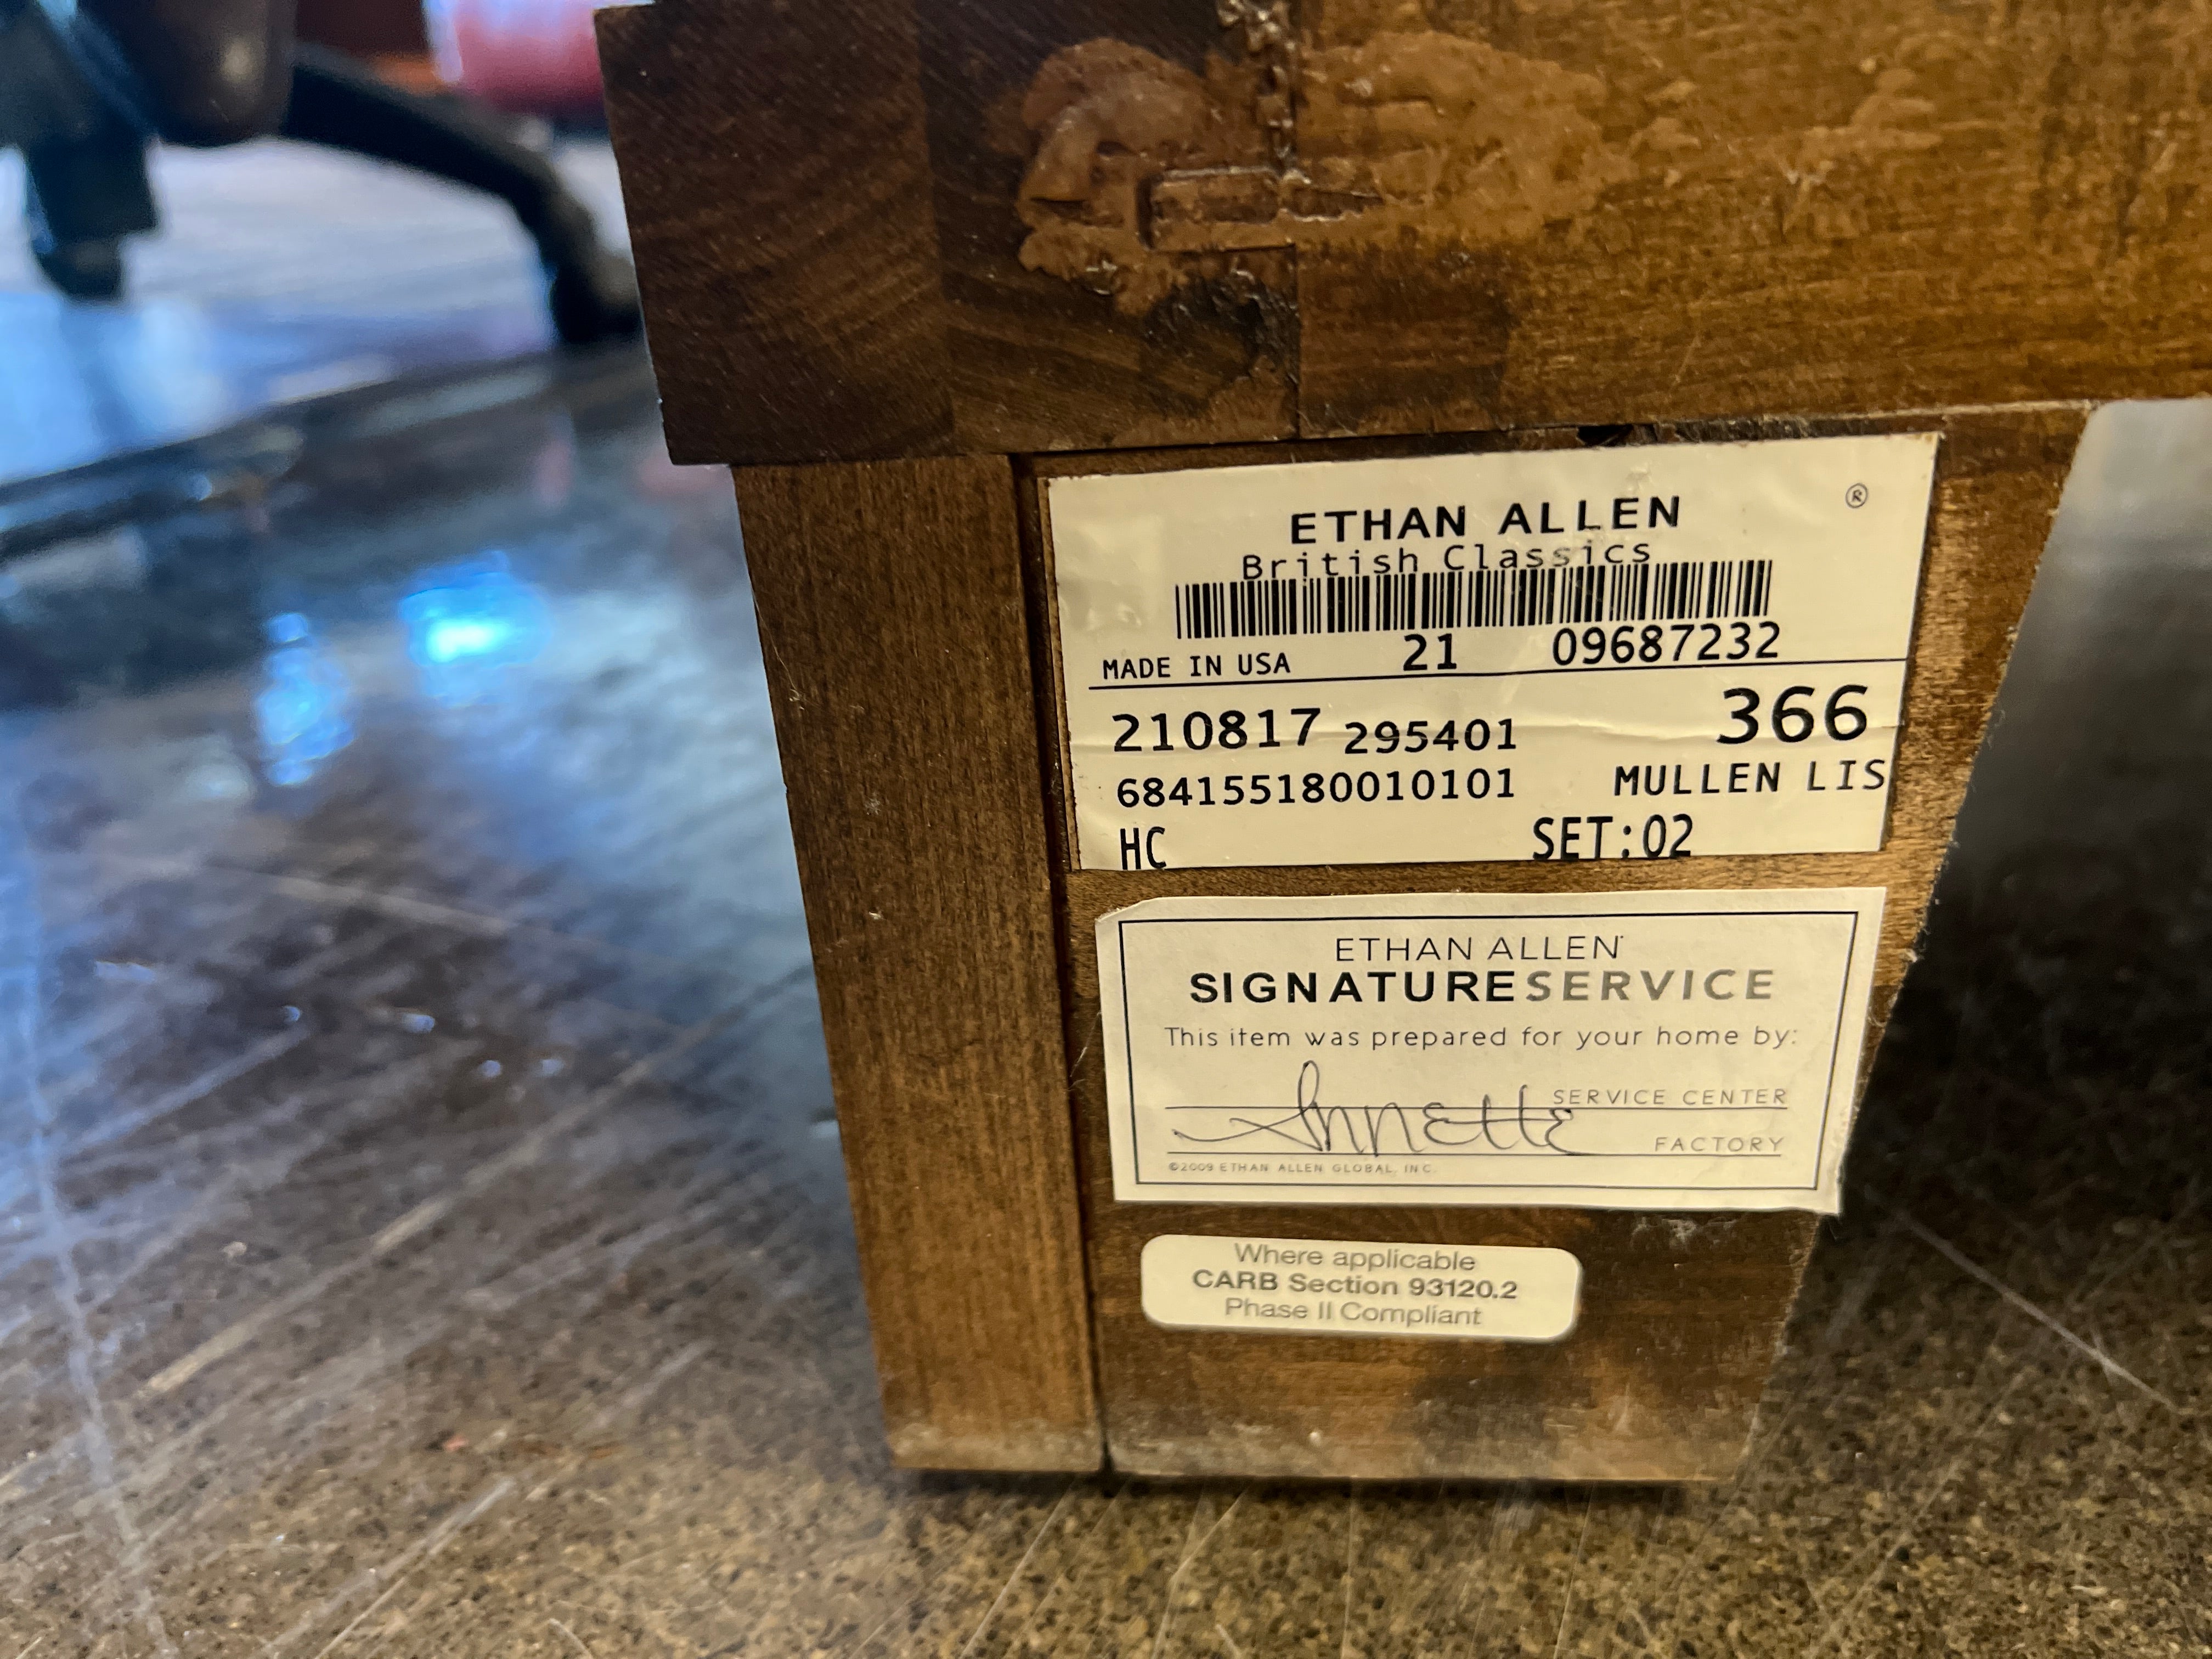 ETHAN ALLEN ®
British Classics
MADE IN USA 21 09687232
210817 295401 366
684155180010101 MULLEN LIS
HC SET:02
ETHAN ALLEN
SIGNATURESERVICE
This item was prepared for your home by:
SERVICE CENTER
Annette
FACTORY
©2009 ETHAN ALLEN GLOBAL, INC.
Where applicable
CARB Section 93120.2
Phase II Compliant